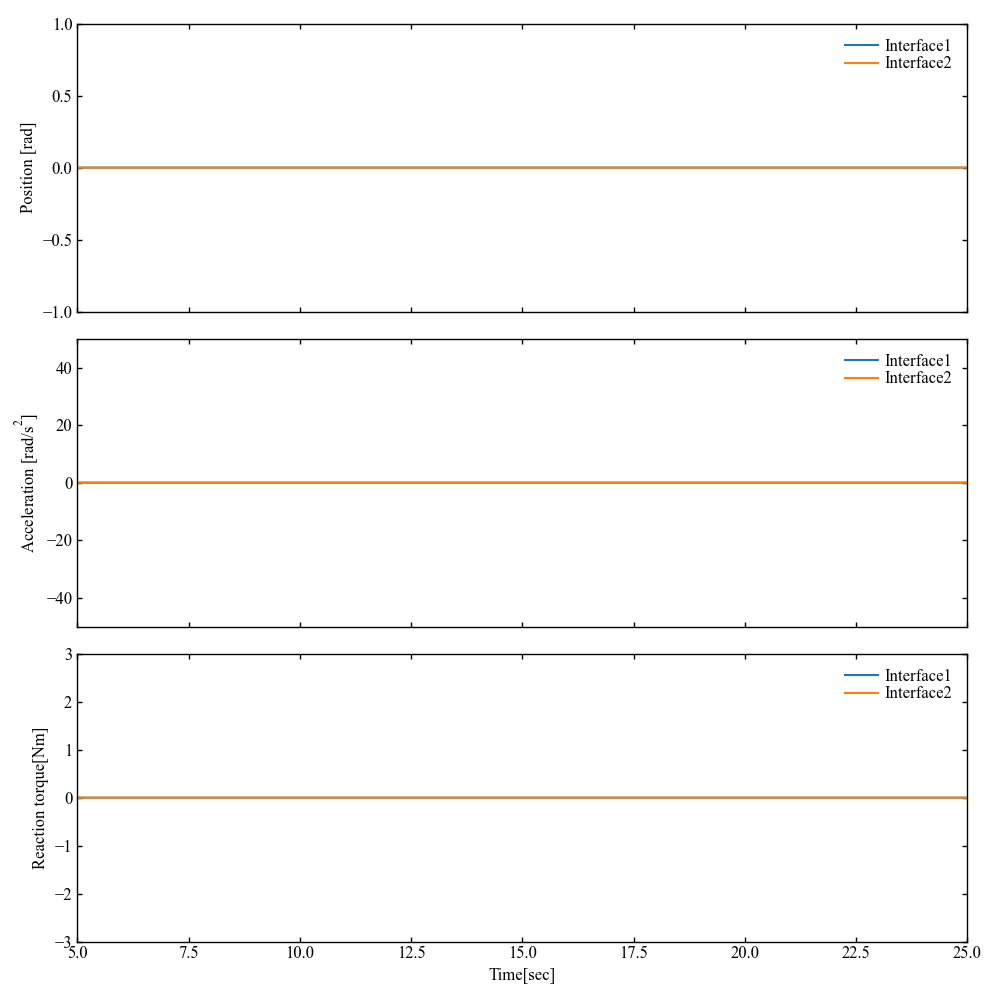 1.0
Interface1
Interface2
0.5
Position [rad]
0.0
−0.5
−1.0
Interface1
Interface2
40
20
Acceleration [rad/s2]
0
−20
−40
3
Interface1
Interface2
2
1
Reaction torque[Nm]
0
−1
−2
−3
5.0 7.5 10.0 12.5 15.0 17.5 20.0 22.5 25.0
Time[sec]